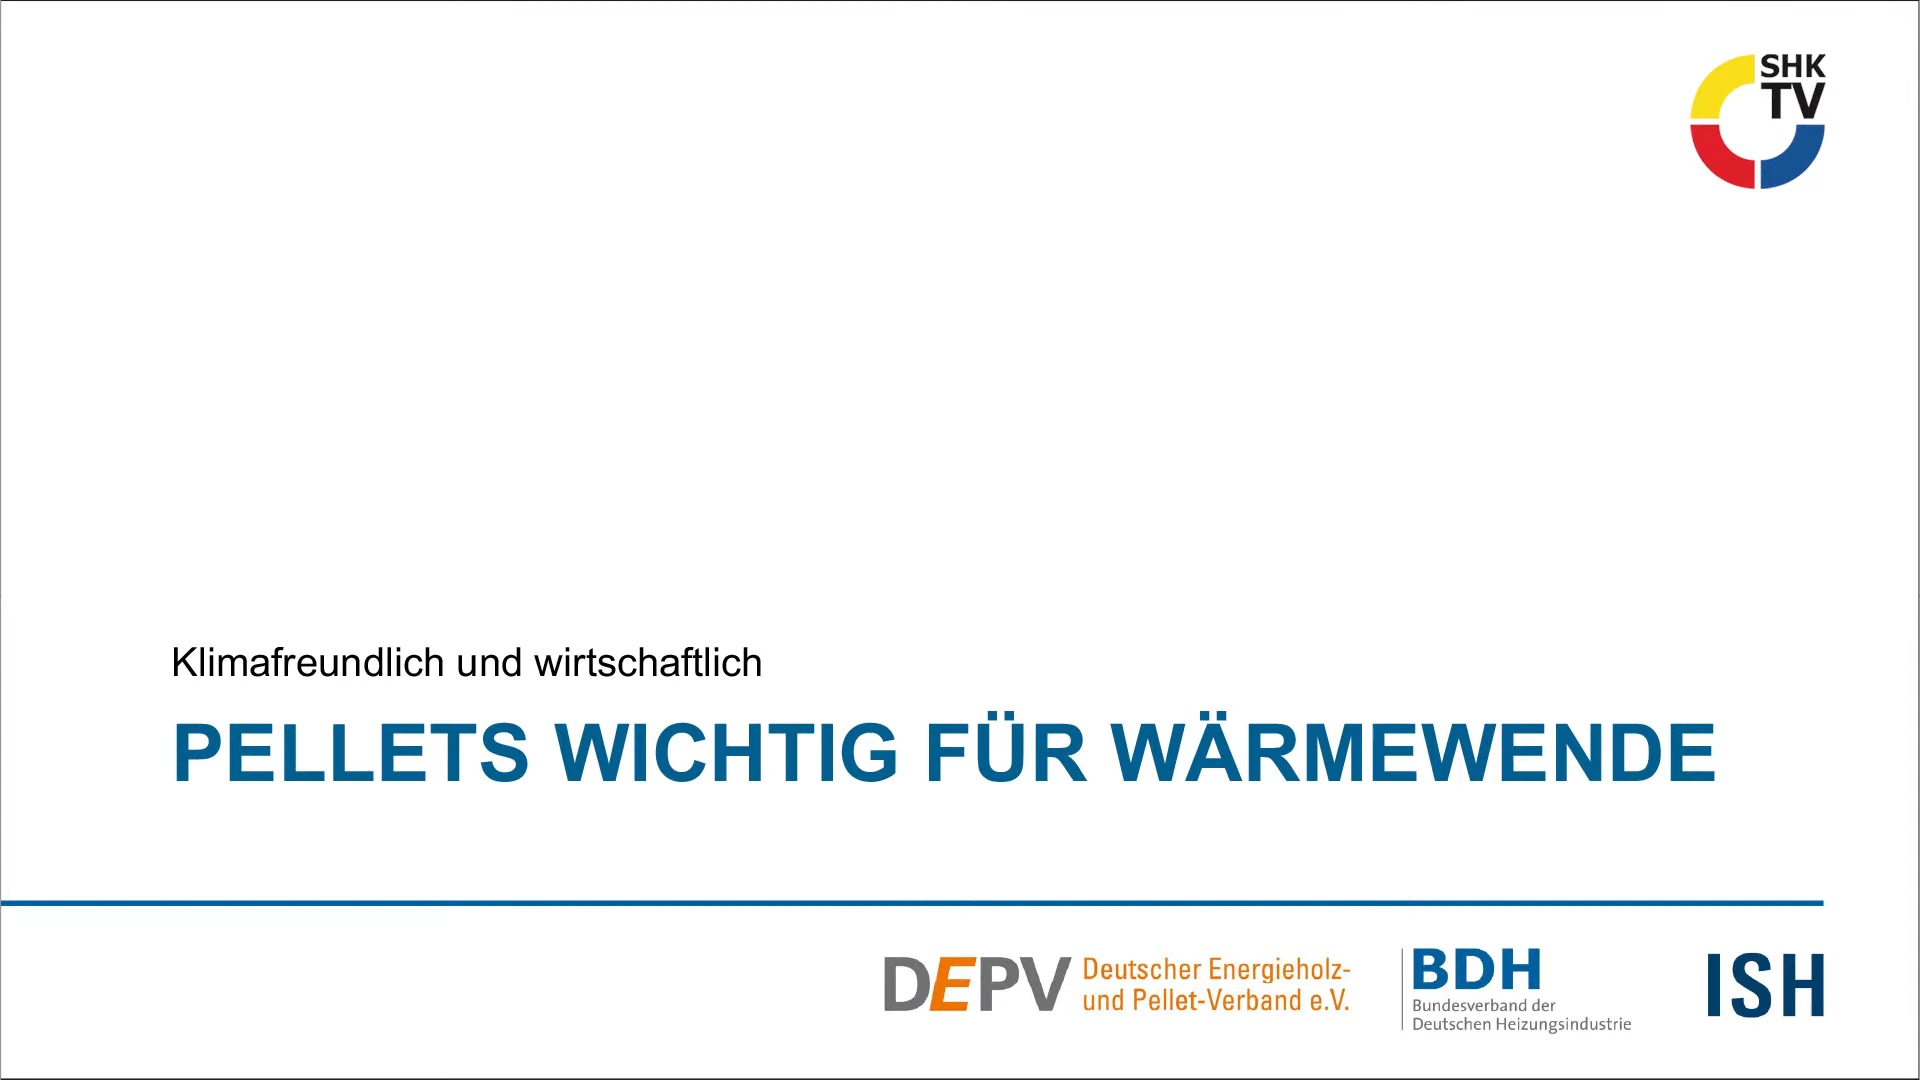 SHK
TV
Klimafreundlich und wirtschaftlich
PELLETS WICHTIG FÜR WÄRMEWENDE
DEPV
Deutscher Energieholz-
und Pellet-Verband e.V.
BDH
Bundesverband der
Deutschen Heizungsindustrie
ISH